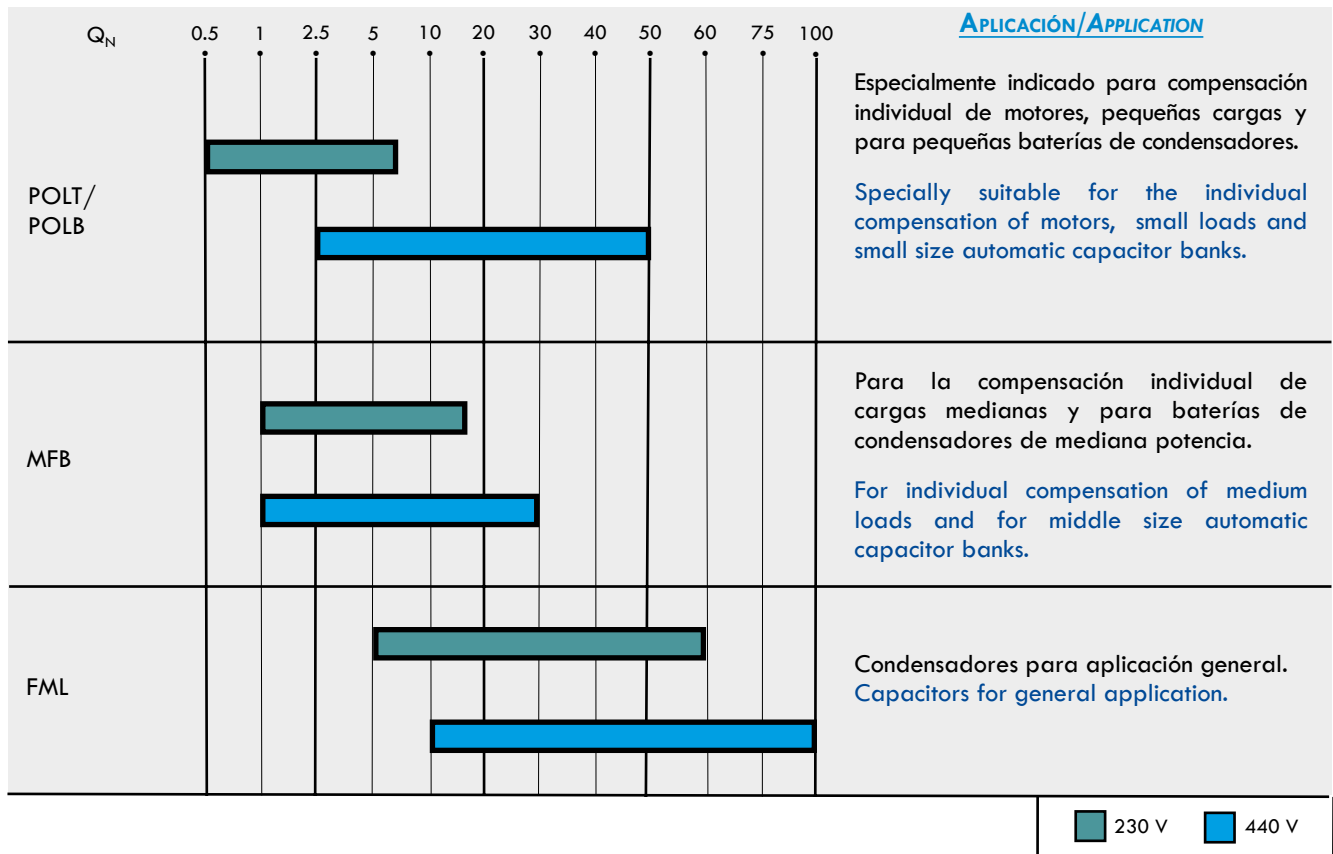 QN 0.5 1 2.5 5 10 20 30 40 50 60 75 100
APLICACIÓN/APPLICATION
POLT/
POLB
Especialmente indicado para compensación
individual de motores, pequeñas cargas y
para pequeñas baterías de condensadores.
Specially suitable for the individual
compensation of motors, small loads and
small size automatic capacitor banks.
MFB
Para la compensación individual de
cargas medianas y para baterías de
condensadores de mediana potencia.
For individual compensation of medium
loads and for middle size automatic
capacitor banks.
FML
Condensadores para aplicación general.
Capacitors for general application.
230 V 440 V